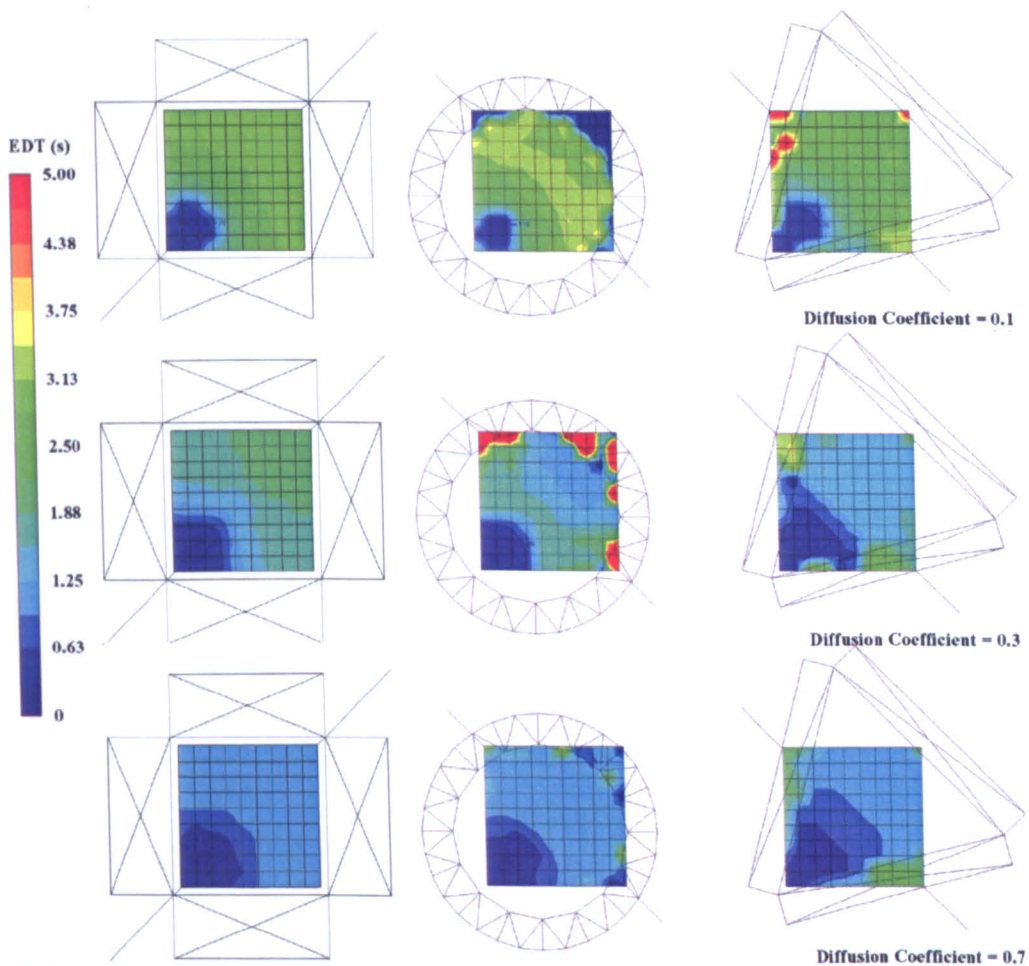 EDT (s)
5.00
4.38
3.75
3.13
2.50
1.88
1.25
0.63
0
Diffusion Coefficient = 0.1
Diffusion Coefficient = 0.3
Diffusion Coefficient = 0.7